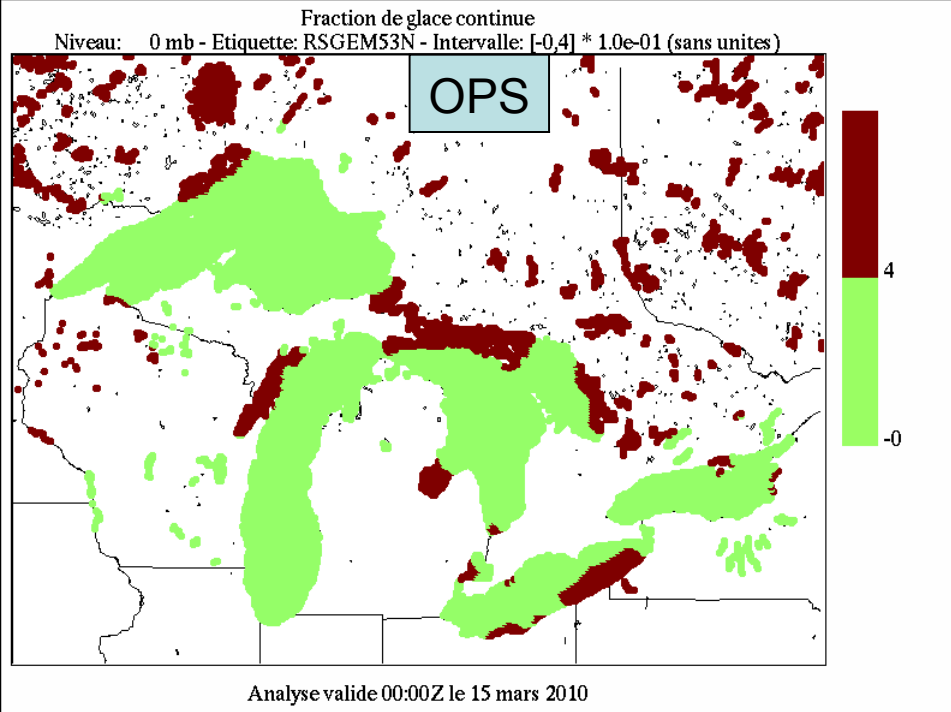 Fraction de glace continue
Niveau: 0 mb - Etiquette: RSGEM53N - Intervalle: [-0,4] * 1.0e-01 (sans unites)
OPS
4
-0
Analyse valide 00:00Z le 15 mars 2010